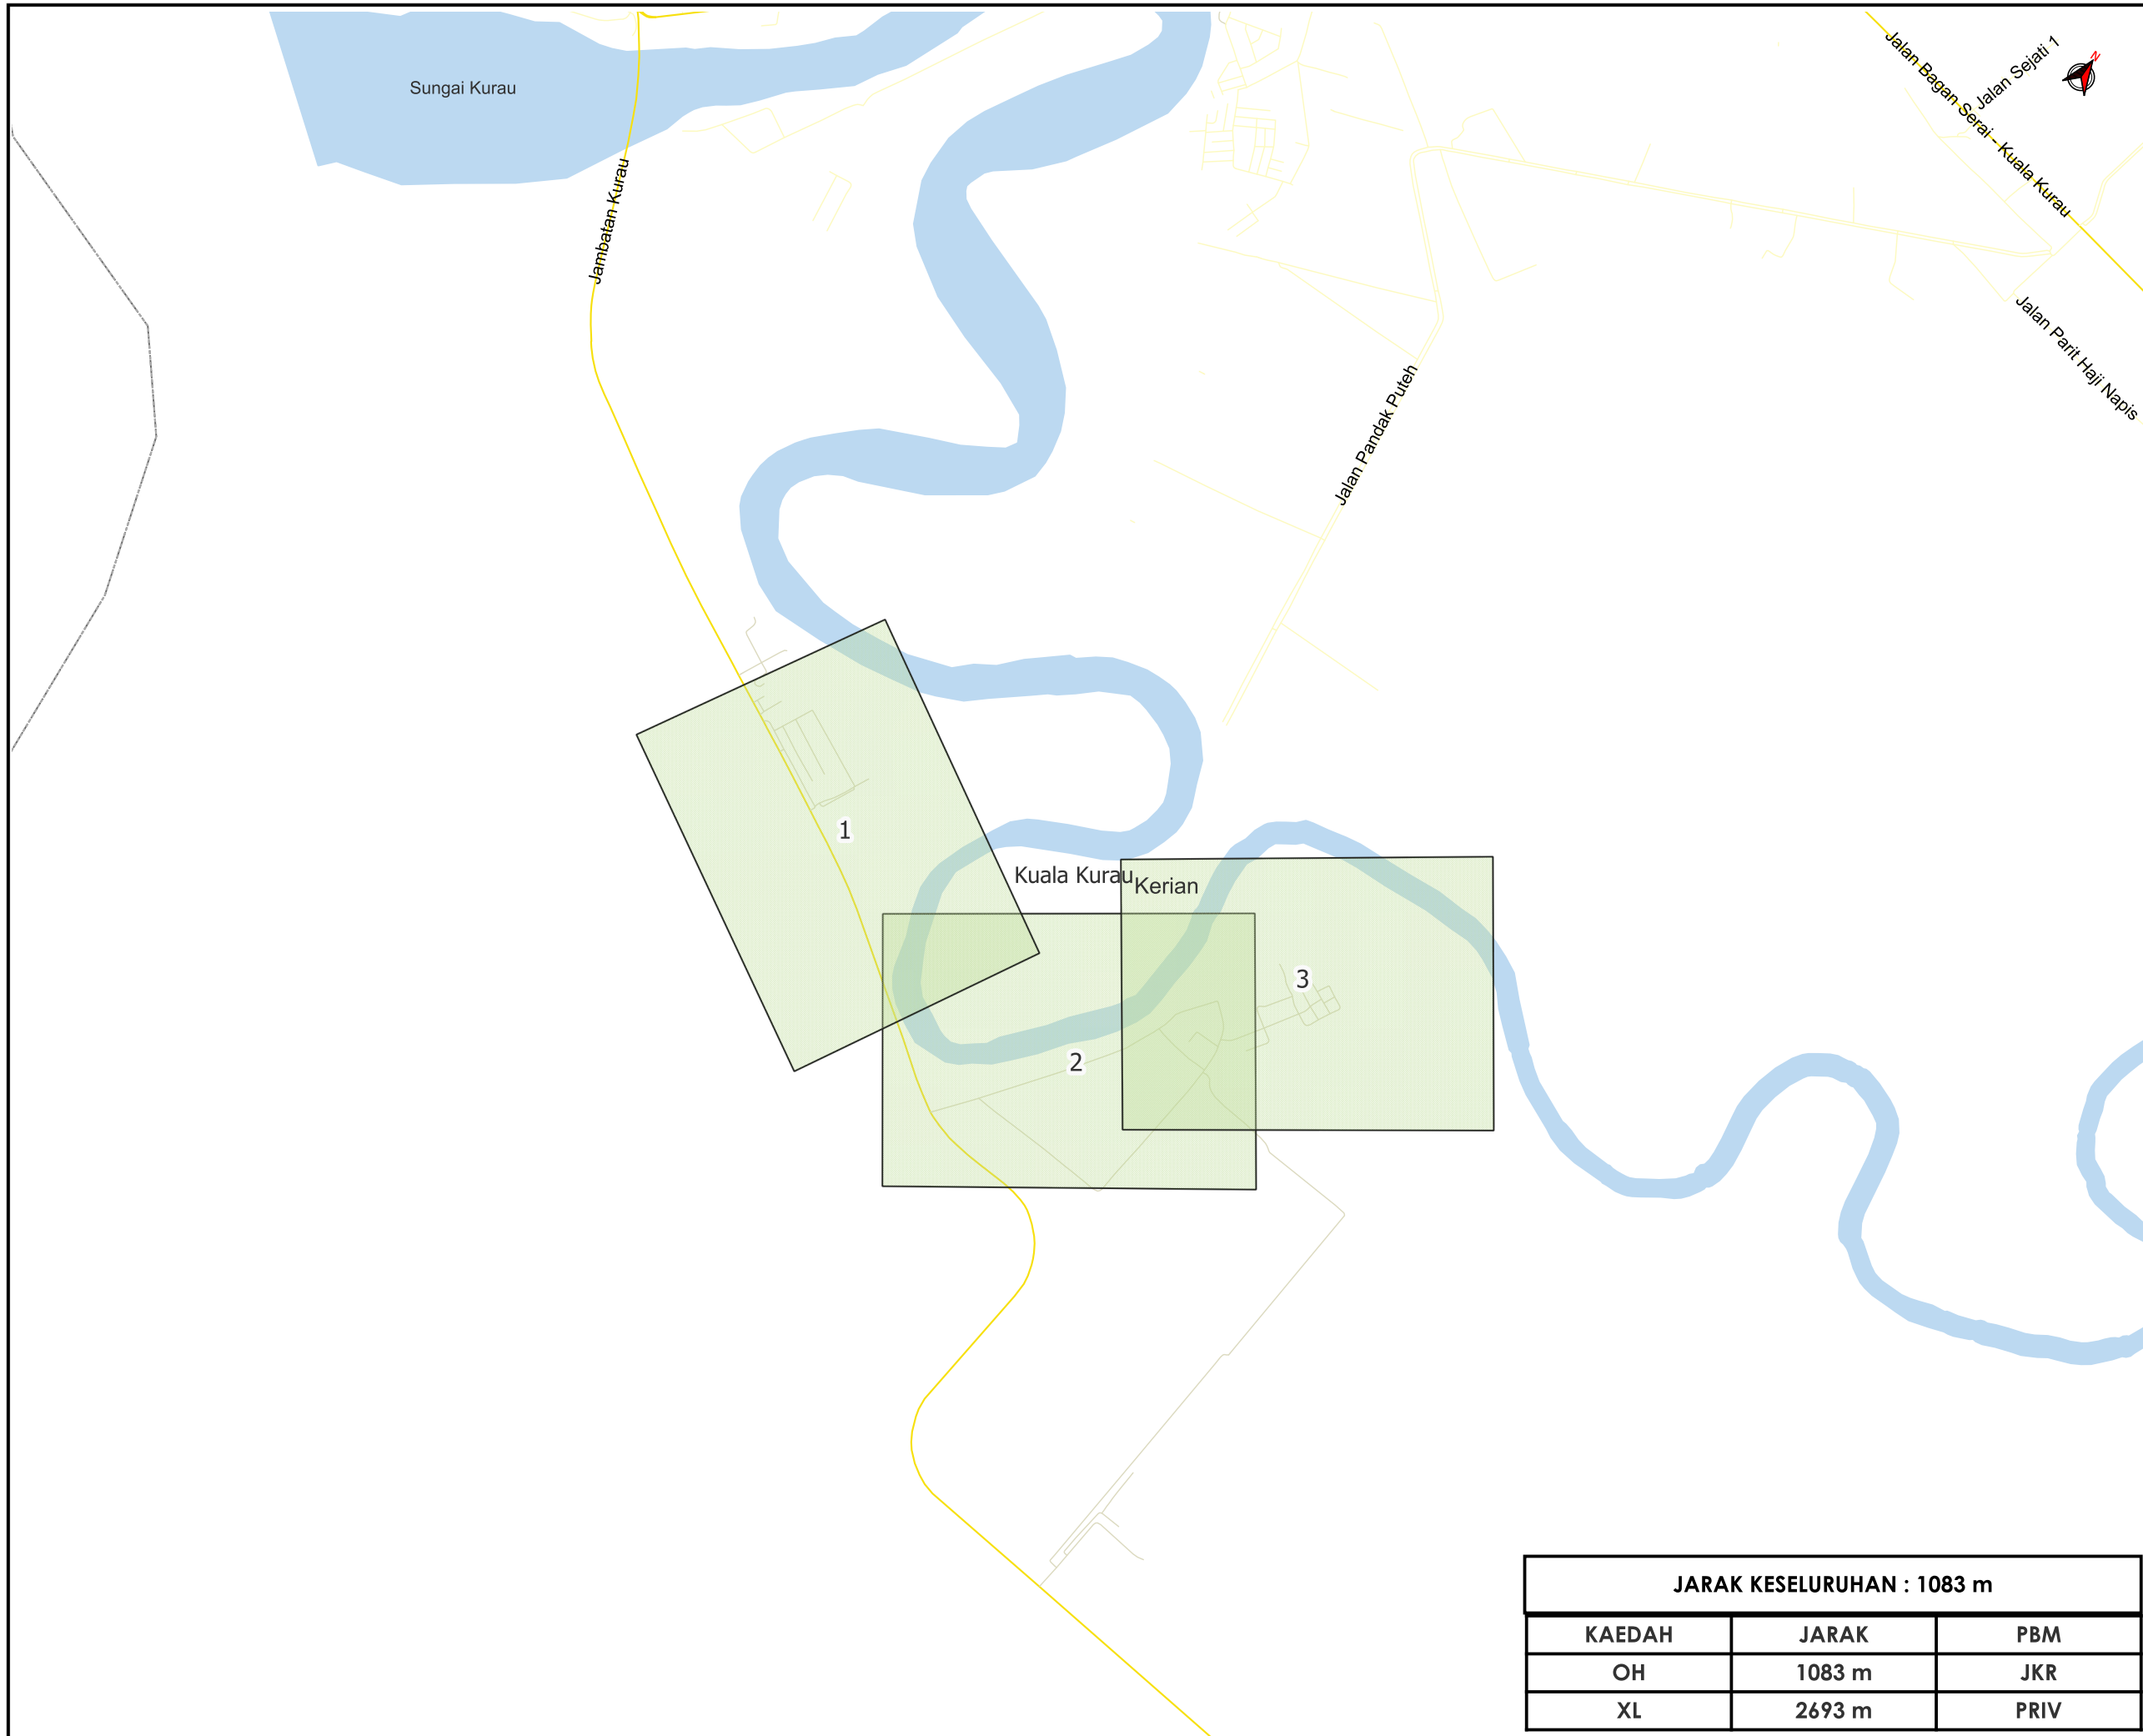 Sungai Kurau
Jambatan Kurau
Jalan Bagan Serai - Kuala Kurau
Jalan Sejati 1
N
Jalan Parit Haji Napis
Jalan Pandak Puteh
1
Kuala Kurau
Kerian
3
2
JARAK KESELURUHAN : 1083 m
KAEDAH JARAK PBM
OH 1083 m JKR
XL 2693 m PRIV